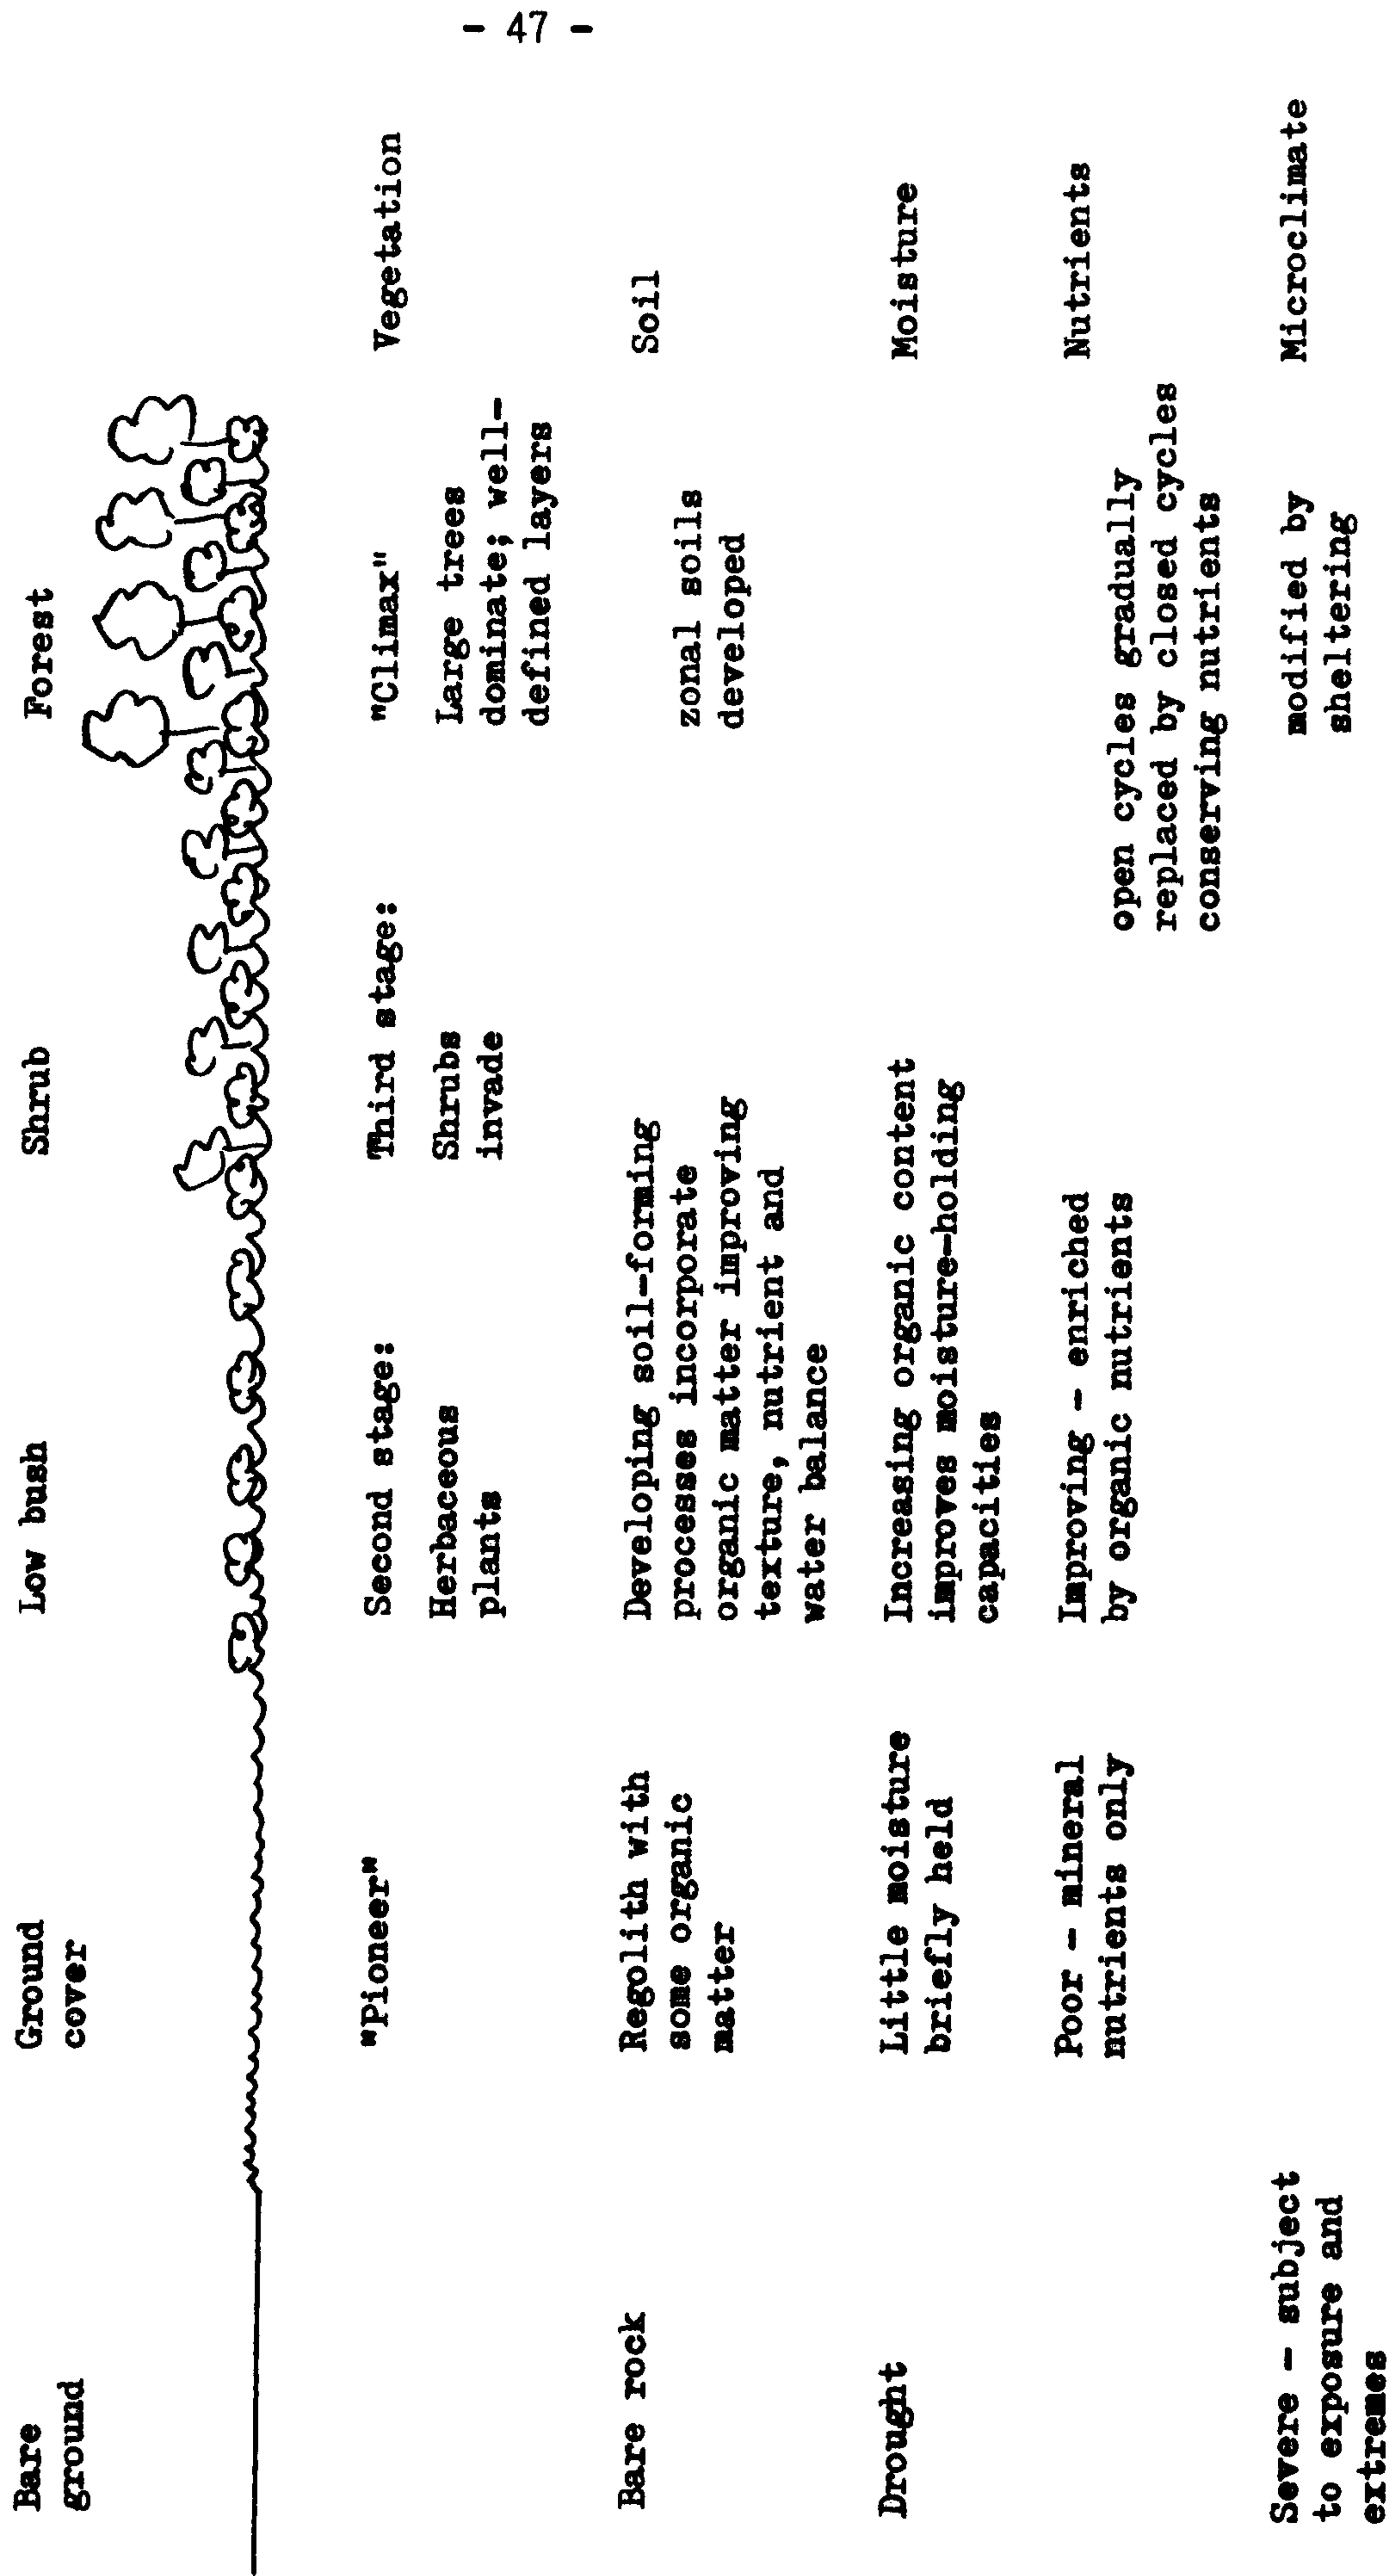 - 47 -
Bare
ground
Ground
cover
Low bush
Shrub
Forest
"Pioneer"
Second stage:
Herbaceous
plants
Third stage:
Shrubs
invade
"Climax"
Large trees
dominate; well-
defined layers
Vegetation
Bare rock
Regolith with
some organic
matter
Developing soil-forming
processes incorporate
organic matter improving
texture, nutrient and
water balance
zonal soils
developed
Soil
Drought
Little moisture
briefly held
Increasing organic content
improves moisture-holding
capacities
Moisture
Poor - mineral
nutrients only
Improving - enriched
by organic nutrients
open cycles gradually
replaced by closed cycles
conserving nutrients
Nutrients
Severe - subject
to exposure and
extremes
modified by
sheltering
Microclimate